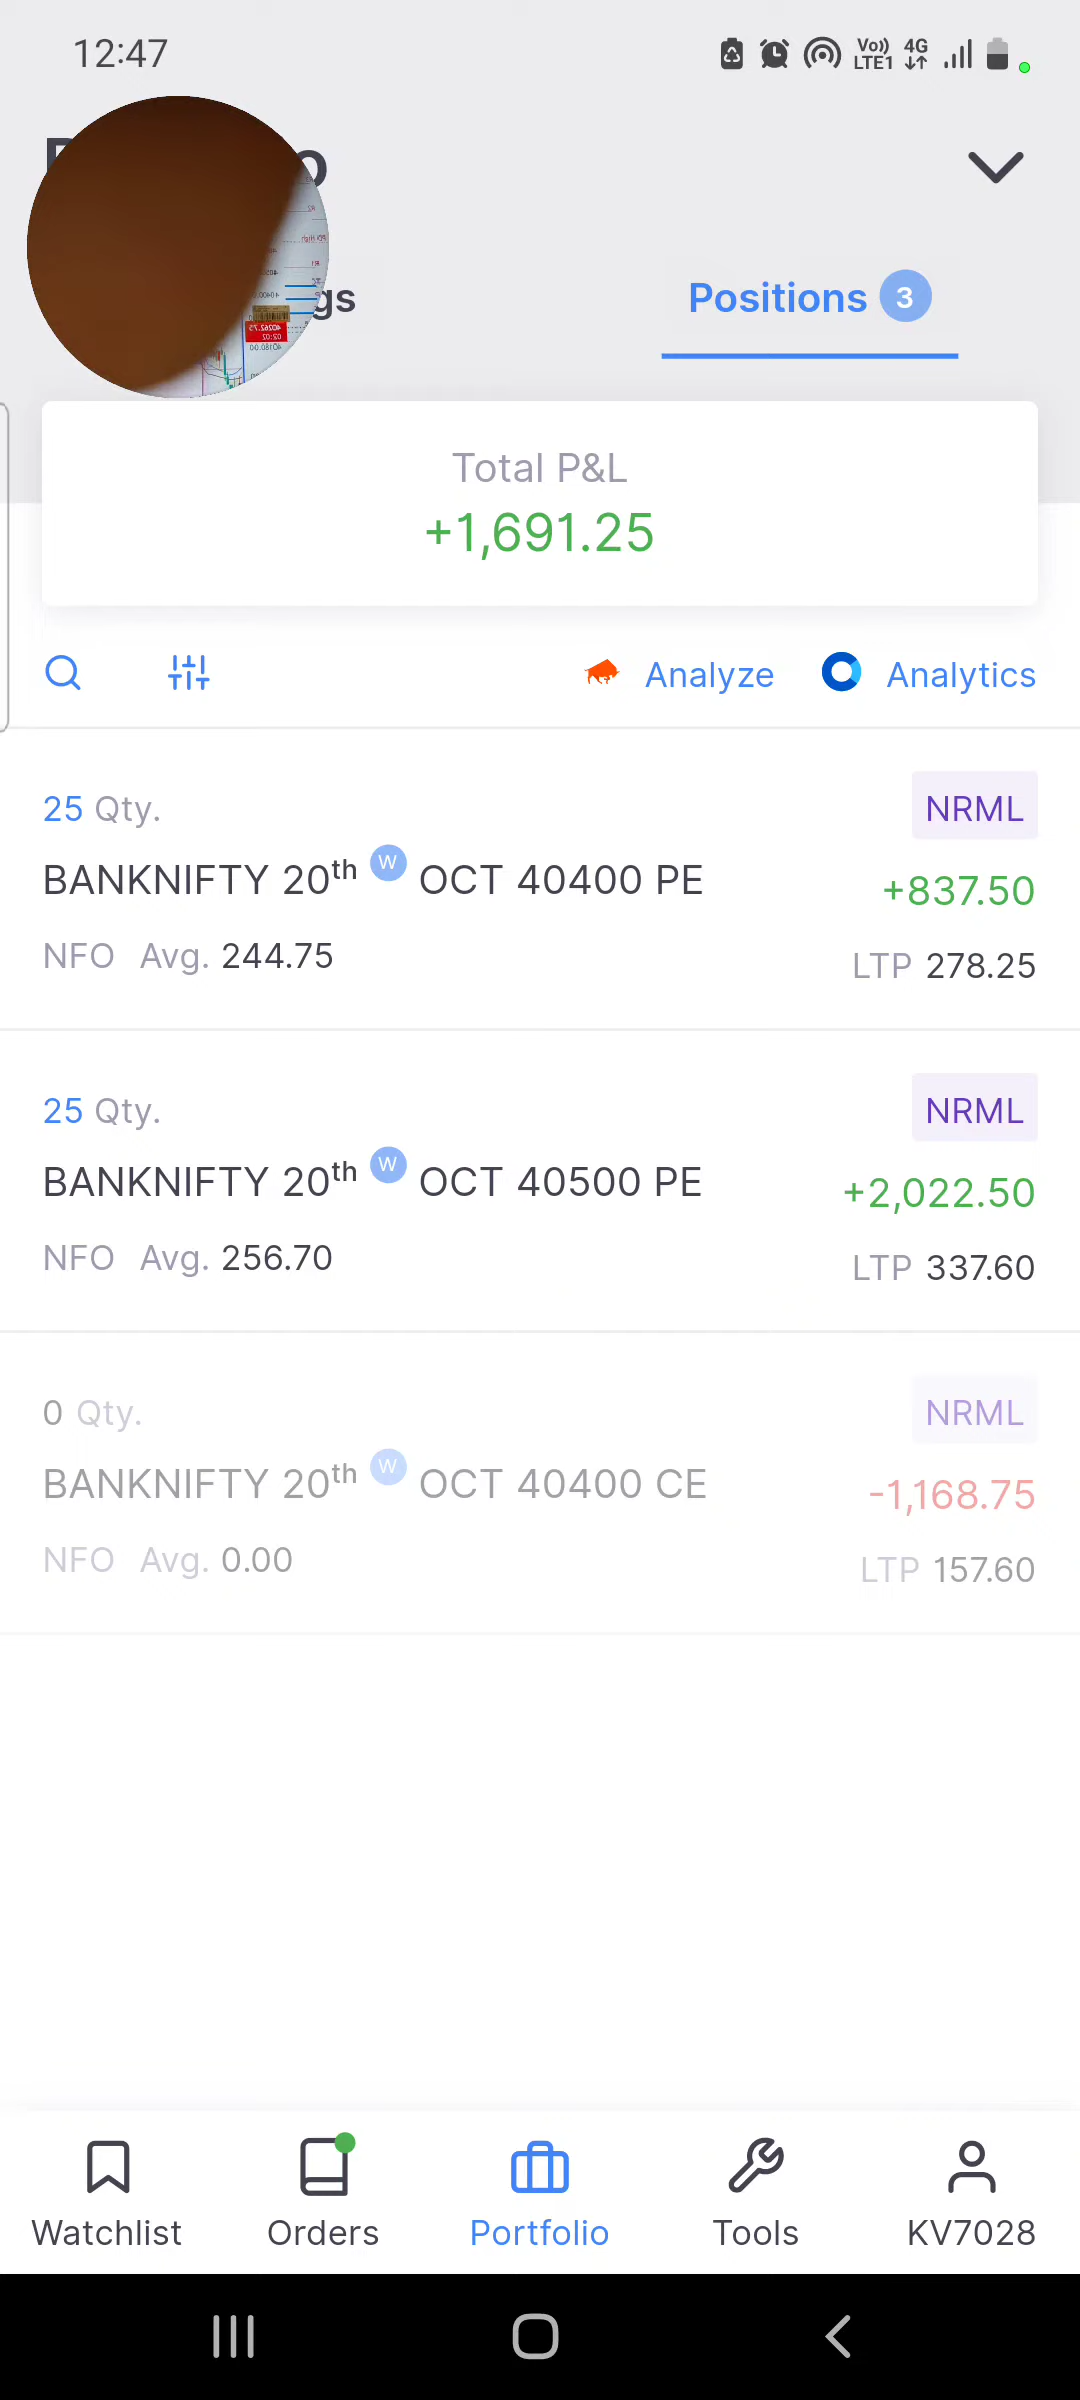 12:47
Vo)) LTE1 4G
gs
Positions 3
Total P&L
+1,691.25
Analyze Analytics
25 Qty. NRML
BANKNIFTY 20th W OCT 40400 PE +837.50
NFO Avg. 244.75 LTP 278.25
25 Qty. NRML
BANKNIFTY 20th W OCT 40500 PE +2,022.50
NFO Avg. 256.70 LTP 337.60
0 Qty. NRML
BANKNIFTY 20th W OCT 40400 CE -1,168.75
NFO Avg. 0.00 LTP 157.60
Watchlist Orders Portfolio Tools KV7028